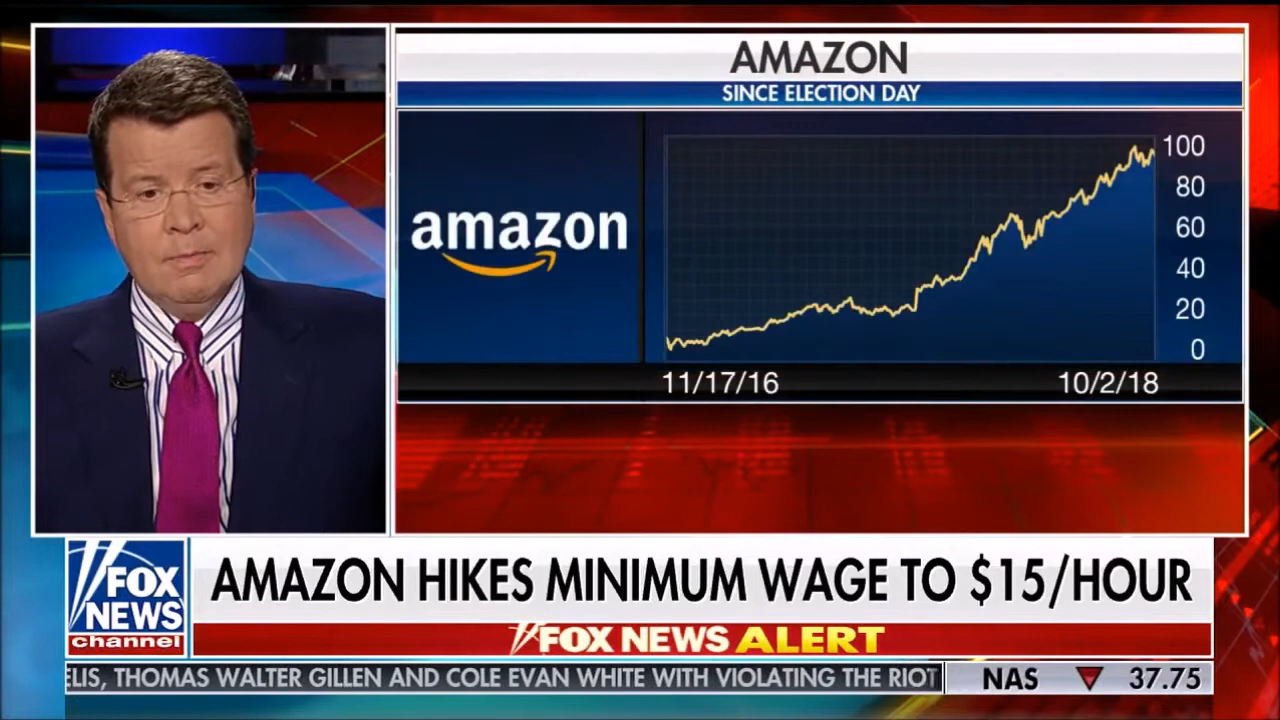 AMAZON
SINCE ELECTION DAY
amazon
100
80
60
40
20
0
11/17/16
10/2/18
FOX
NEWS
channel
AMAZON HIKES MINIMUM WAGE TO $15/HOUR
FOX NEWS ALERT
ELIS, THOMAS WALTER GILLEN AND COLE EVAN WHITE WITH VIOLATING THE RIOT
NAS ▼ 37.75